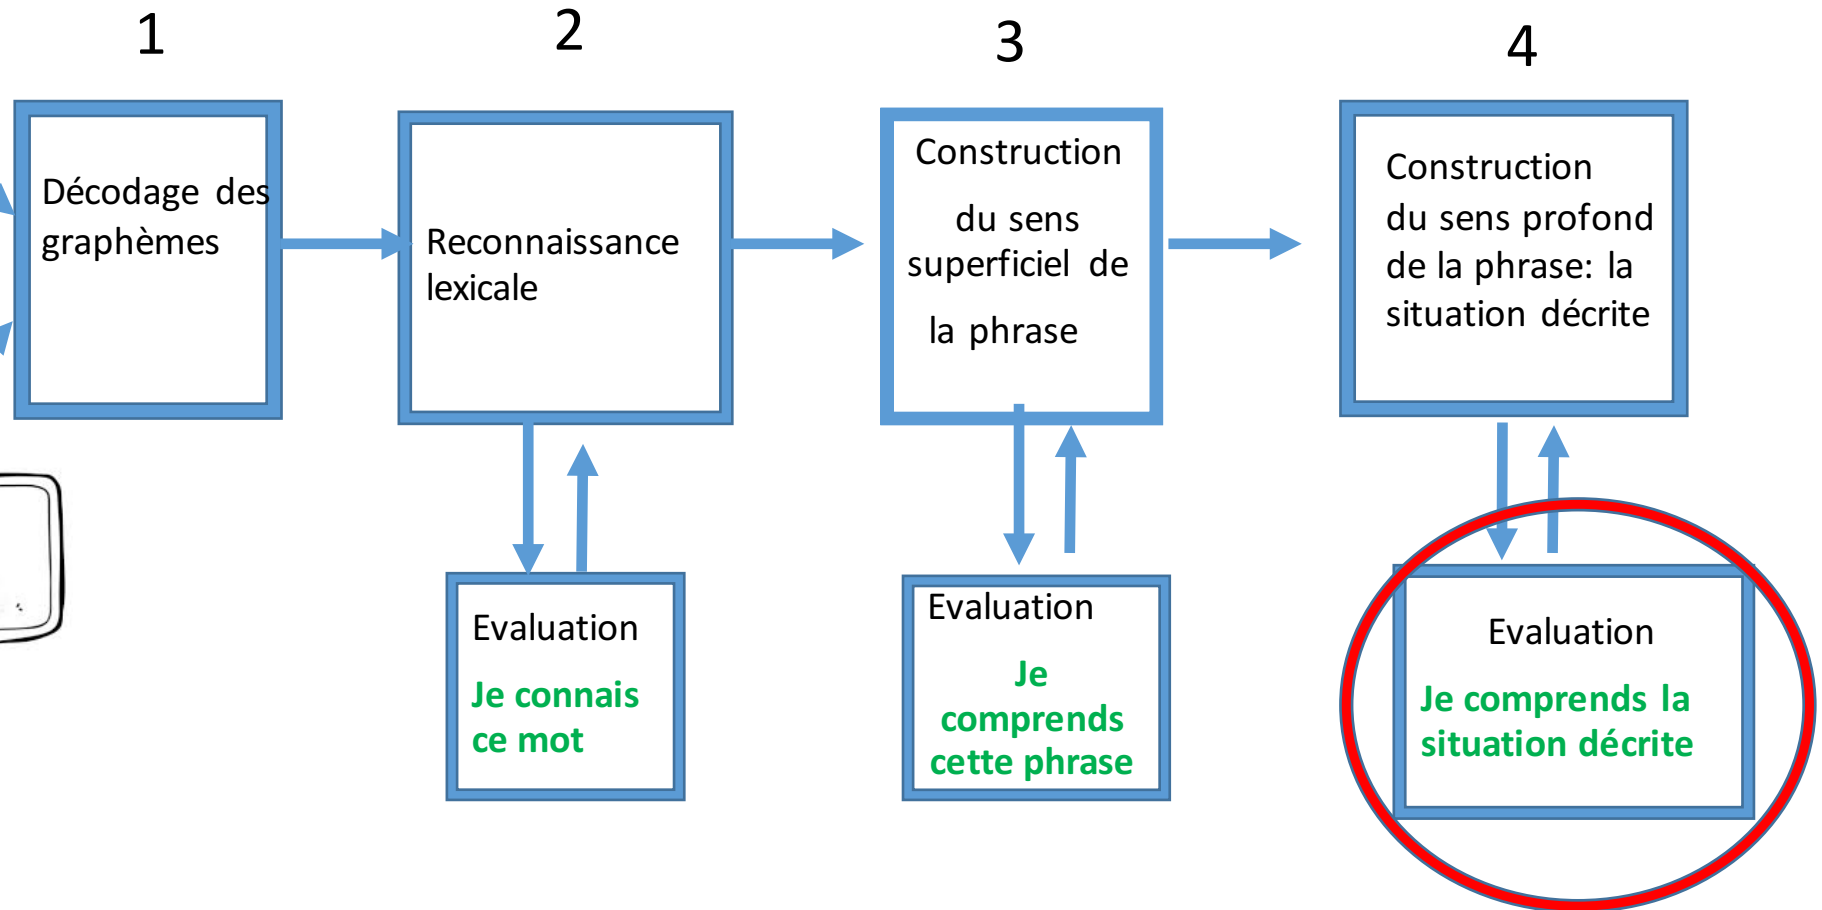 1
2
3
4
Décodage des
graphèmes
Reconnaissance
lexicale
Construction
du sens
superficiel de
la phrase
Construction
du sens profond
de la phrase: la
situation décrite
Evaluation
Je connais
ce mot
Evaluation
Je
comprends
cette phrase
Evaluation
Je comprends la
situation décrite